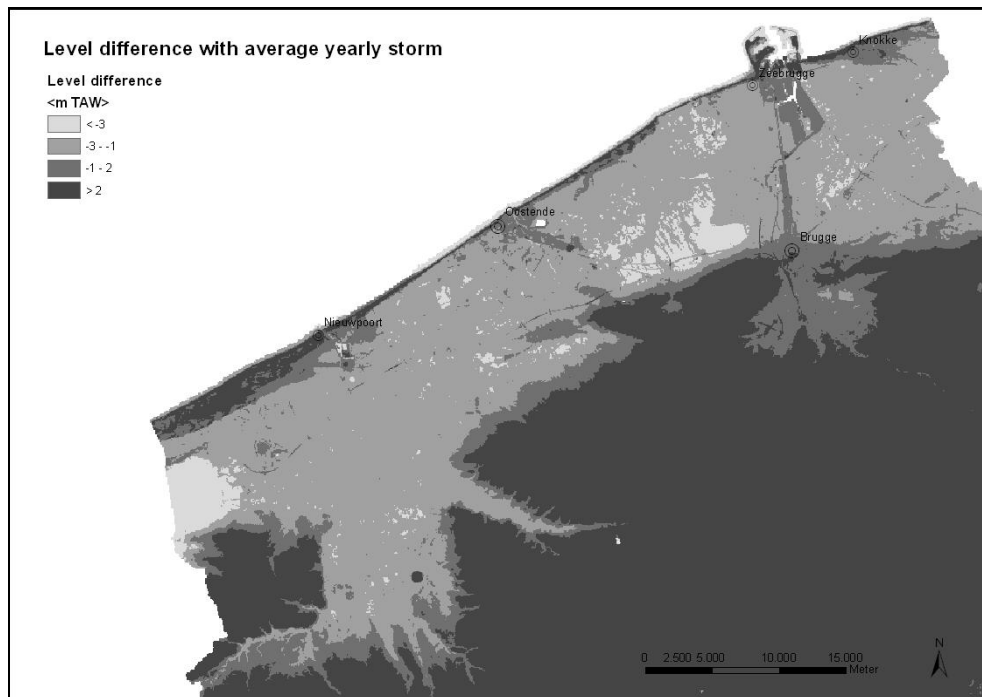 Level difference with average yearly storm
Level difference
<m TAW>
< -3
-3 - -1
-1 - 2
> 2
Knokke
Zeebrugge
Oostende
Brugge
Nieuwpoort
N
0 2.500 5.000 10.000 15.000
Meter